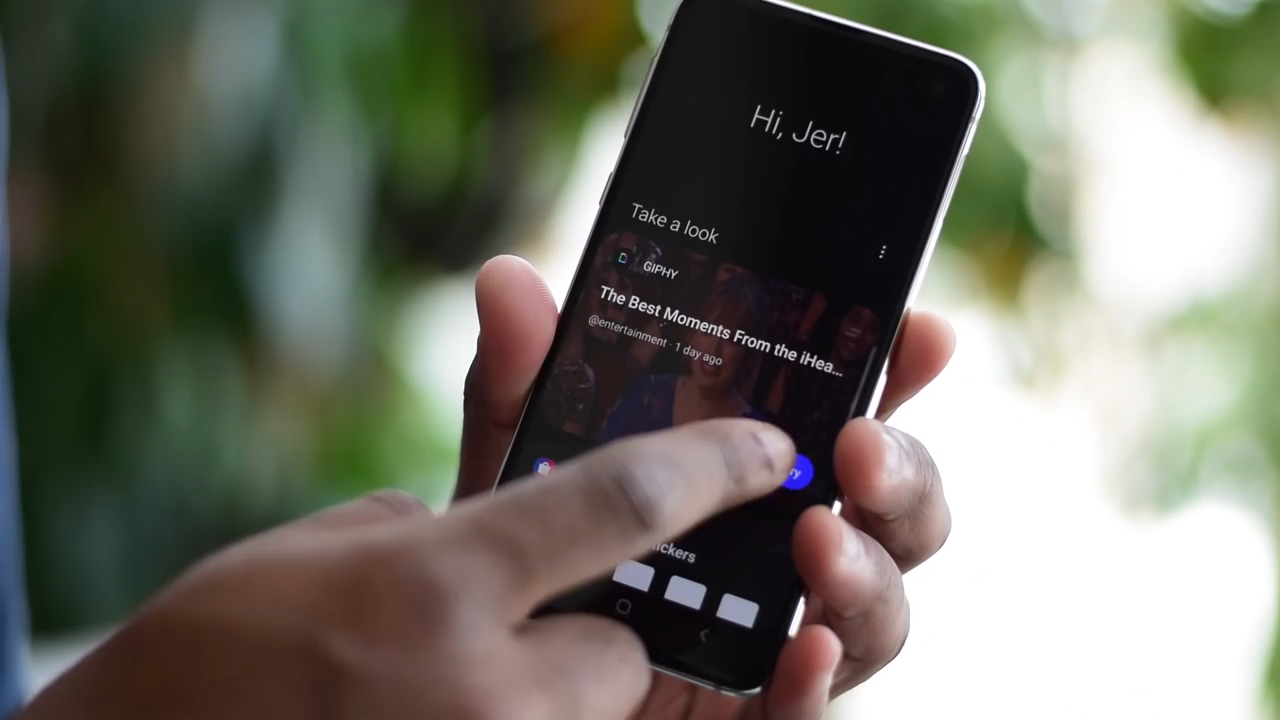 Hi, Jer!
Take a look
GIPHY
The Best Moments From the iHea...
@entertainment · 1 day ago